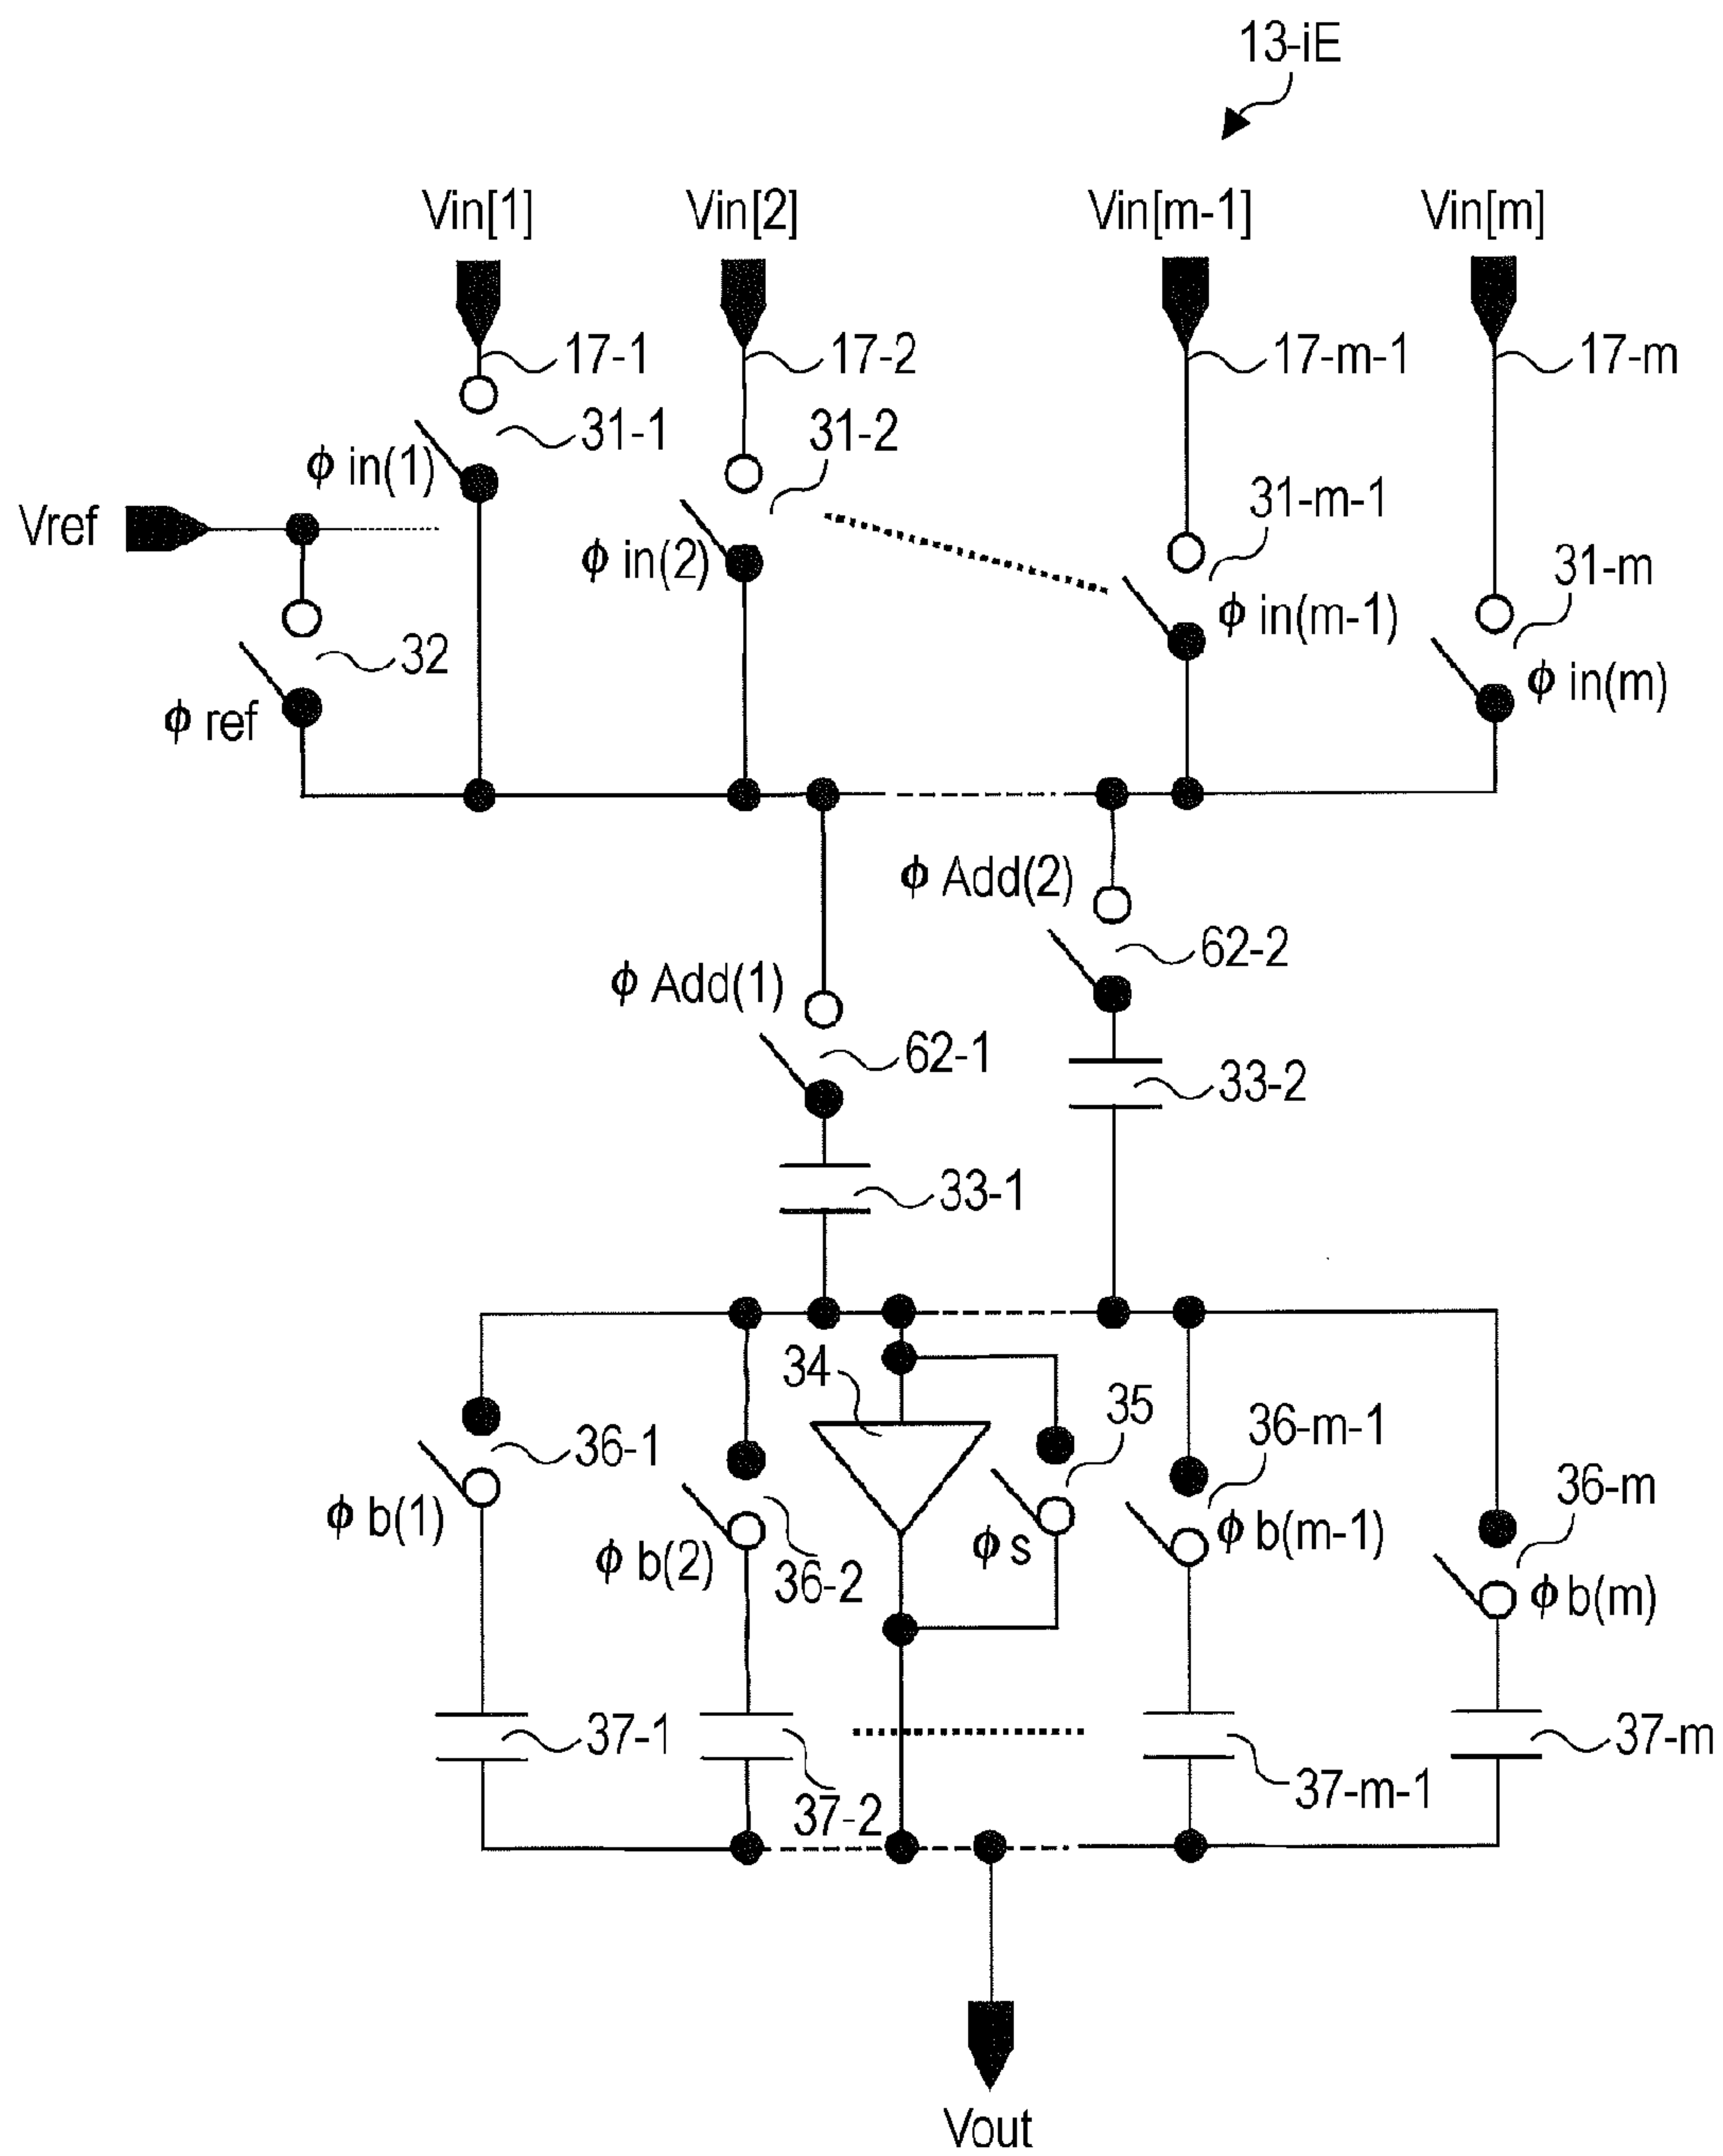 13-iE
Vin[1] Vin[2] Vin[m-1] Vin[m]
17-1 17-2 17-m-1 17-m
31-1 31-2
ϕ in(1)
31-m-1
Vref ϕ in(2) 31-m
ϕ in(m-1)
32
ϕ ref ϕ in(m)
ϕ Add(2)
62-2
ϕ Add(1)
62-1
33-2
33-1
34 35
36-1 36-m-1
36-m
ϕ b(1) ϕ b(2) 36-2 ϕ s ϕ b(m-1)
ϕ b(m)
37-1 37-m
37-2 37-m-1
Vout